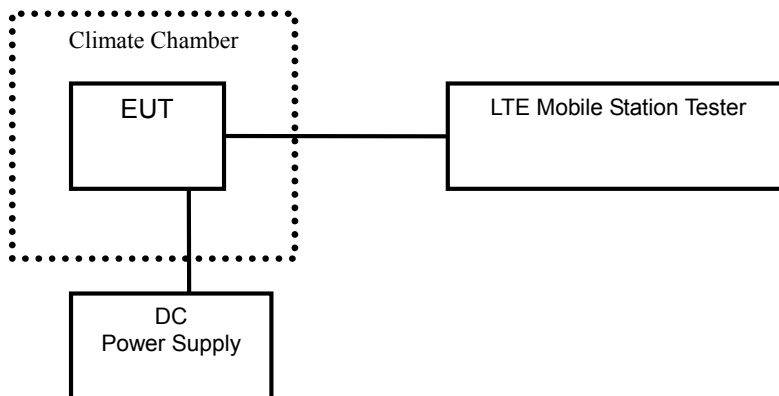 Climate Chamber
EUT
LTE Mobile Station Tester
DC
Power Supply